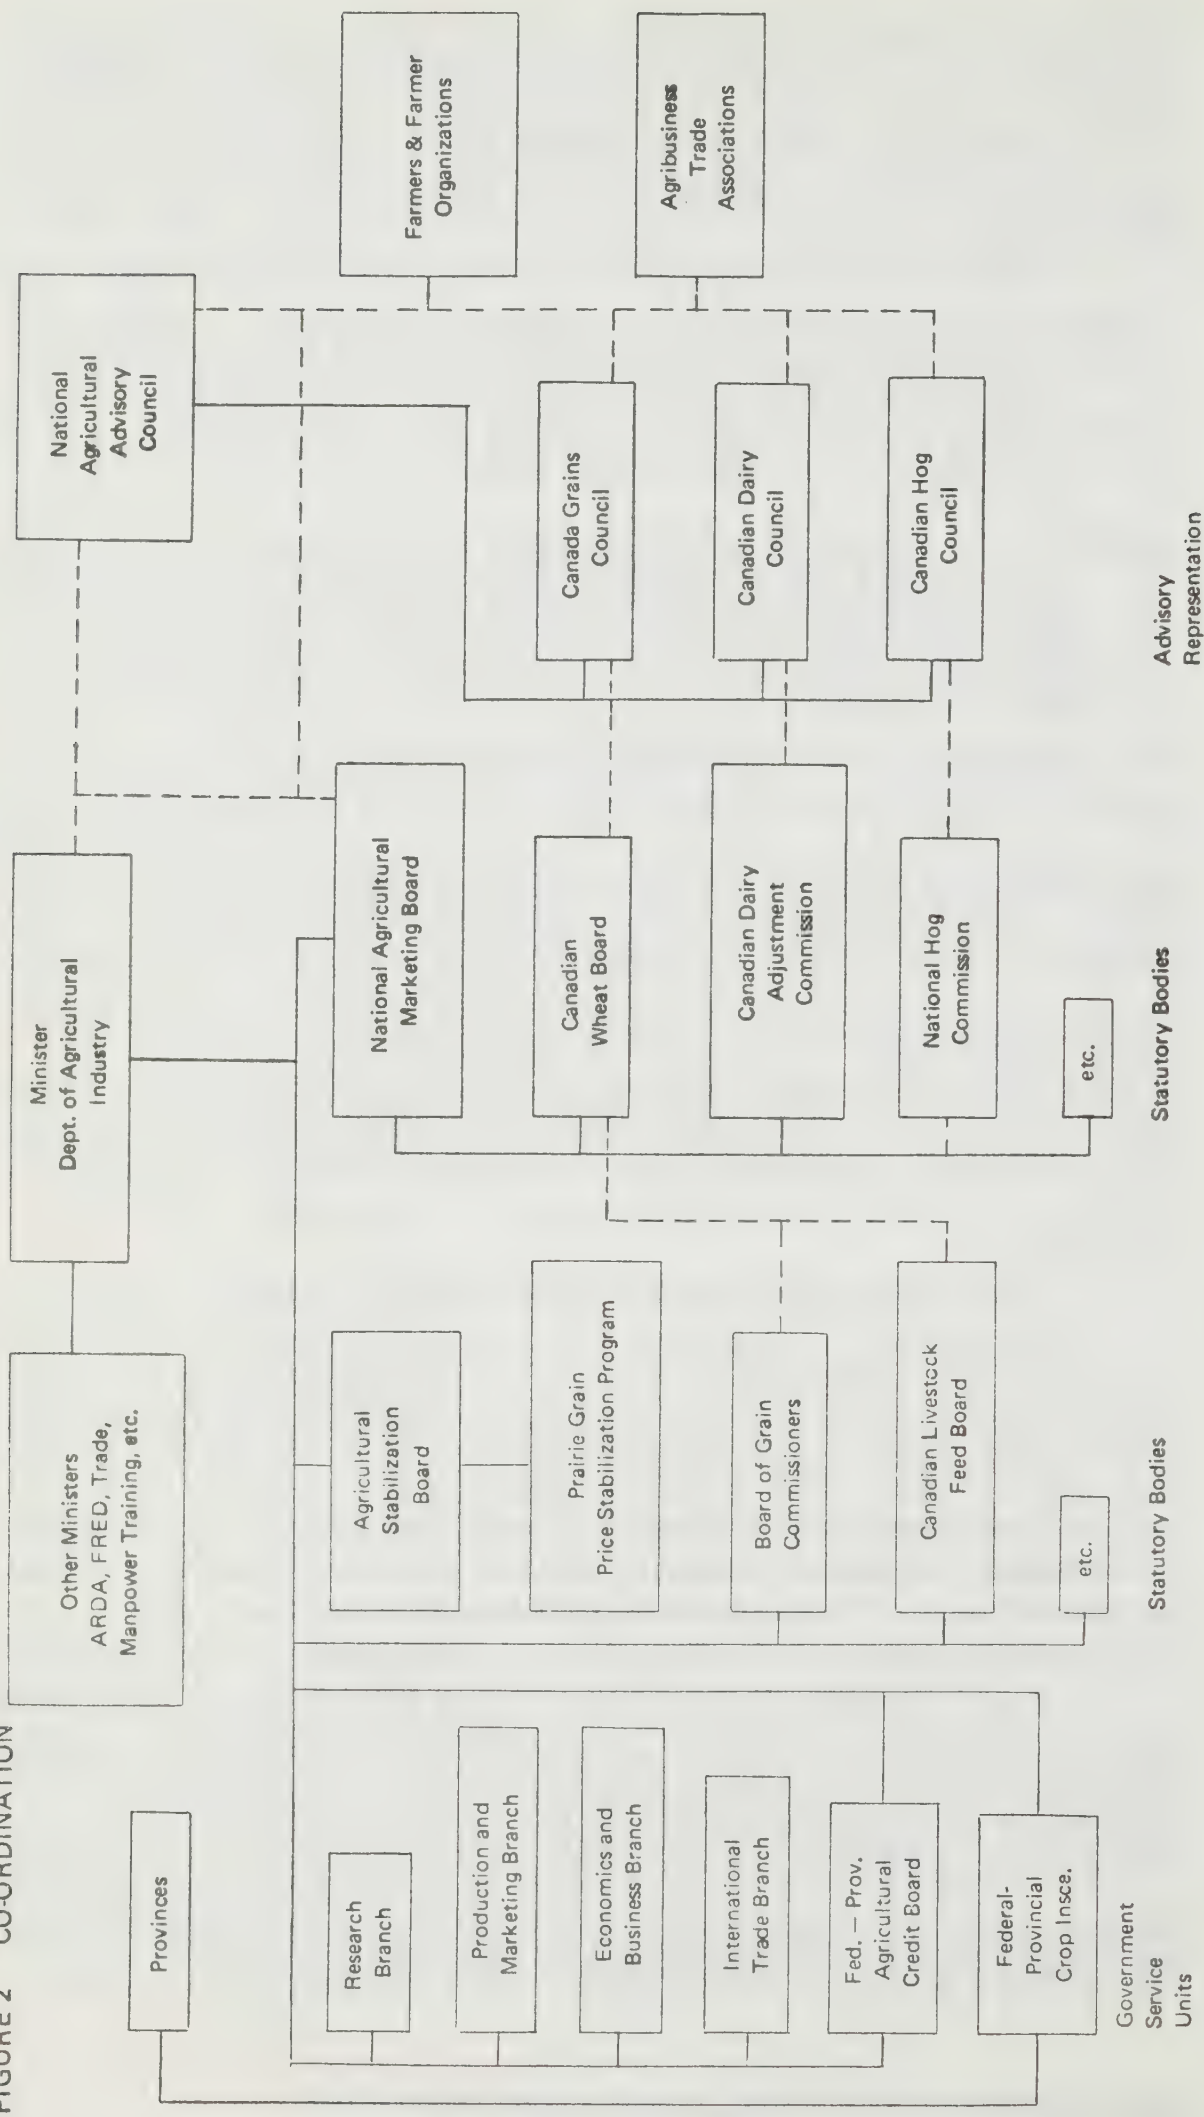 FIGURE 2 CO-ORDINATION
Provinces
Other Ministers
ARDA, FRED, Trade,
Manpower Training, etc.
Minister
Dept. of Agricultural
Industry
National
Agricultural
Advisory
Council
Farmers & Farmer
Organizations
Agribusiness
Trade
Associations
Research
Branch
Production and
Marketing Branch
Economics and
Business Branch
International
Trade Branch
Fed. – Prov.
Agricultural
Credit Board
Federal-
Provincial
Crop Insce.
Government
Service
Units
Agricultural
Stabilization
Board
Prairie Grain
Price Stabilization Program
Board of Grain
Commissioners
Canadian Livestock
Feed Board
etc.
Statutory Bodies
National Agricultural
Marketing Board
Canadian
Wheat Board
Canadian Dairy
Adjustment
Commission
National Hog
Commission
etc.
Statutory Bodies
Canada Grains
Council
Canadian Dairy
Council
Canadian Hog
Council
Advisory
Representation